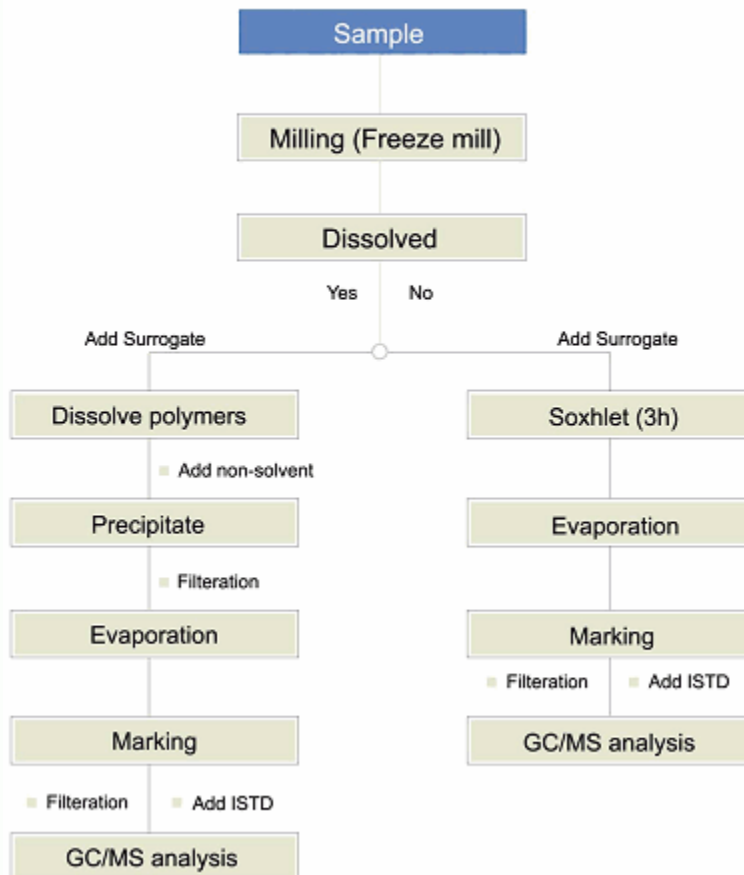 Sample
Milling (Freeze mill)
Dissolved
Yes
No
Add Surrogate
Add Surrogate
Dissolve polymers
Soxhlet (3h)
Add non-solvent
Precipitate
Evaporation
Filteration
Evaporation
Marking
Filteration
Add ISTD
Marking
GC/MS analysis
Filteration
Add ISTD
GC/MS analysis